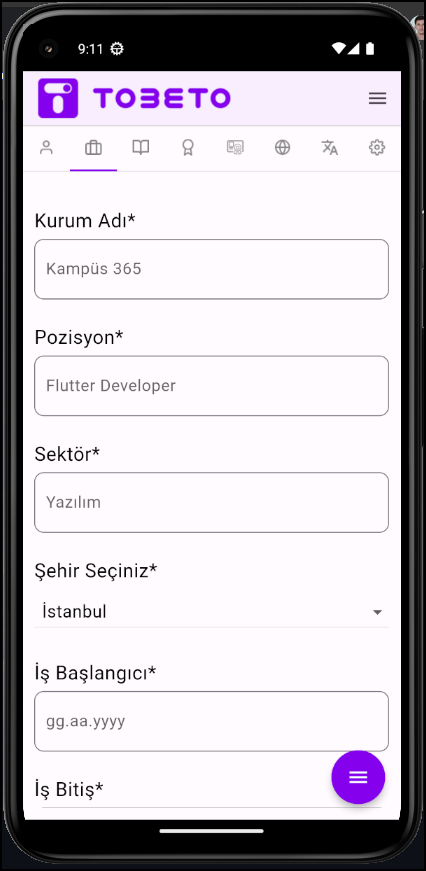 9:11
TOBETO
Kurum Adı*
Kampüs 365
Pozisyon*
Flutter Developer
Sektör*
Yazılım
Şehir Seçiniz*
İstanbul
İş Başlangıcı*
gg.aa.yyyy
İş Bitiş*